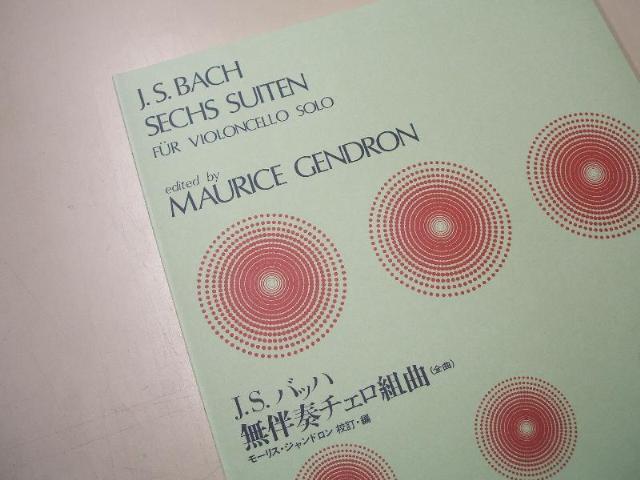 J.S. BACH
SECHS SUITEN
FÜR VIOLONCELLO SOLO
edited by
MAURICE GENDRON
J.S. バッハ
無伴奏チェロ組曲(全曲)
モーリス・ジャンドロン 校訂・編